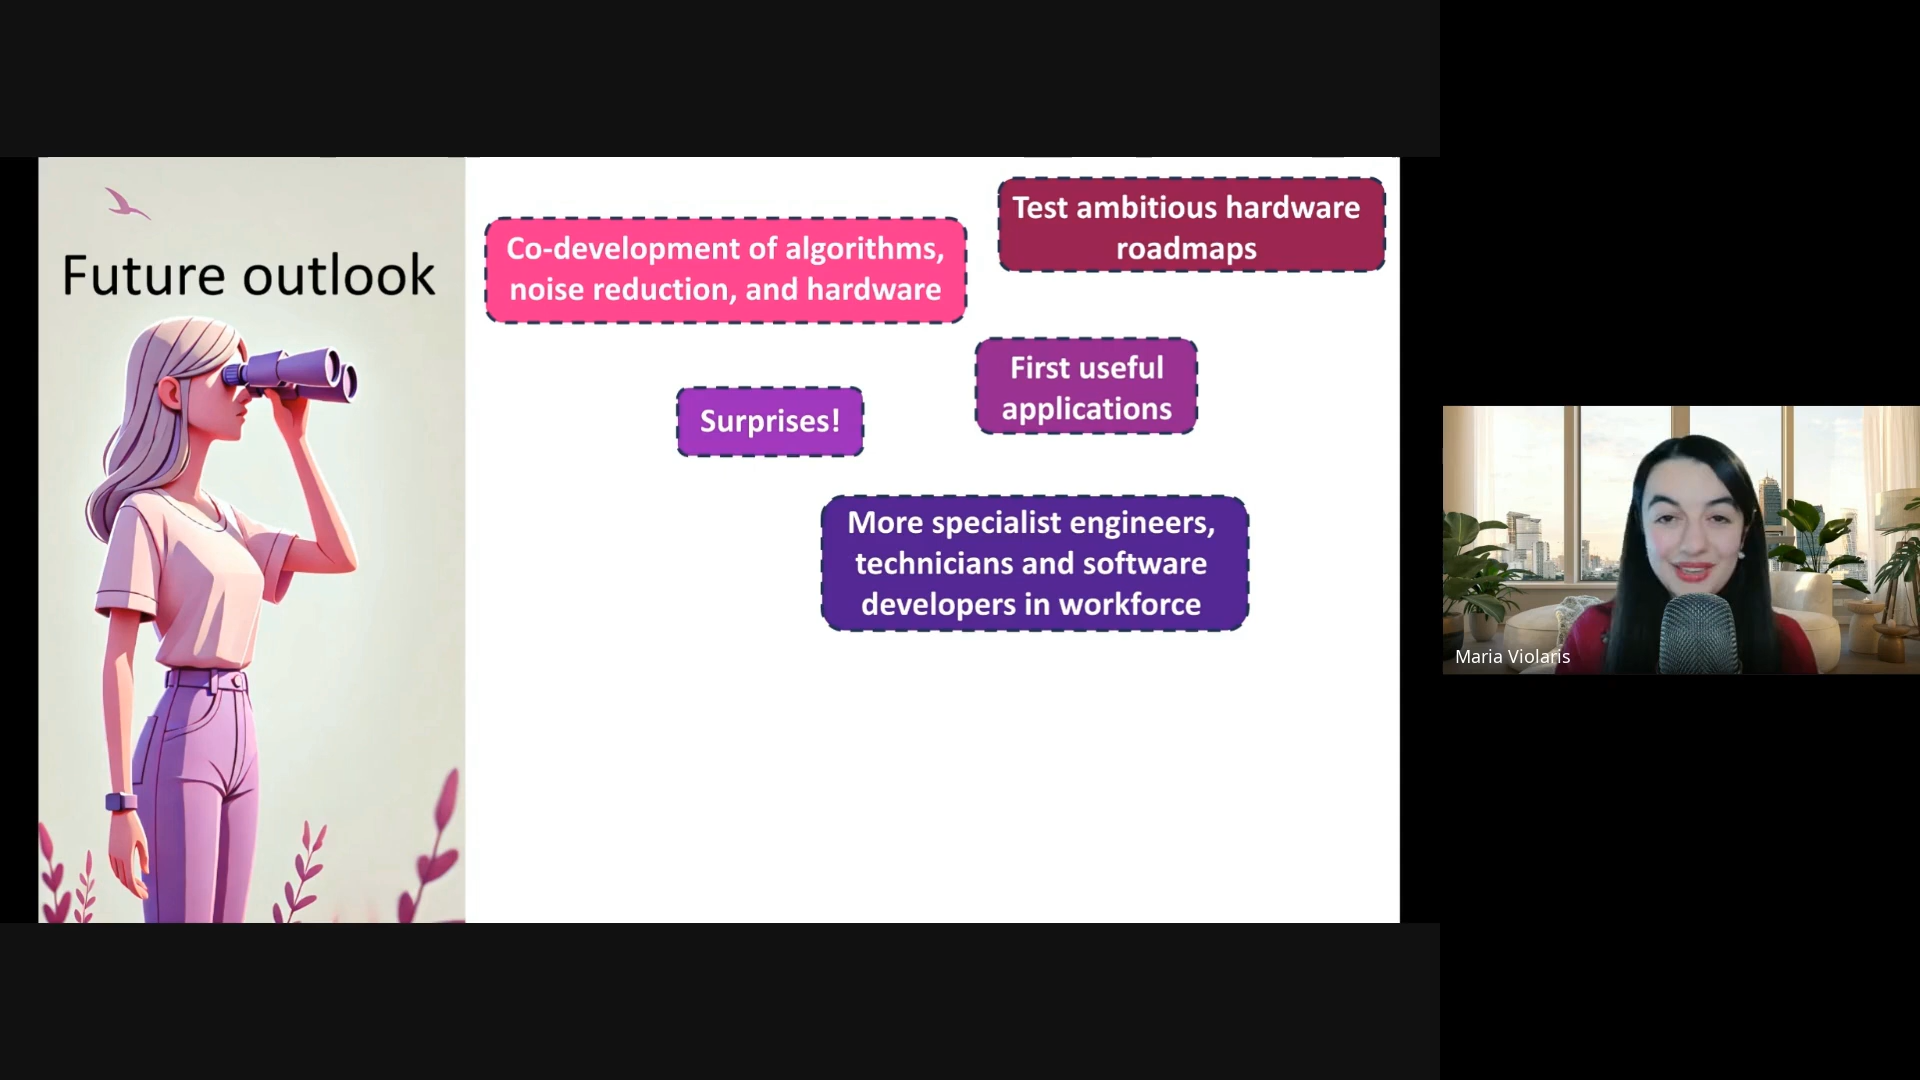 Future outlook
Co-development of algorithms,
noise reduction, and hardware
Test ambitious hardware
roadmaps
First useful
applications
Surprises!
More specialist engineers,
technicians and software
developers in workforce
Maria Violaris